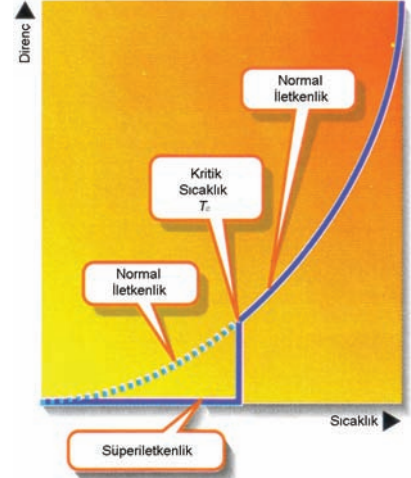 Direnç
Normal
İletkenlik
Kritik
Sıcaklık
Tc
Normal
İletkenlik
Sıcaklık
Süperiletkenlik